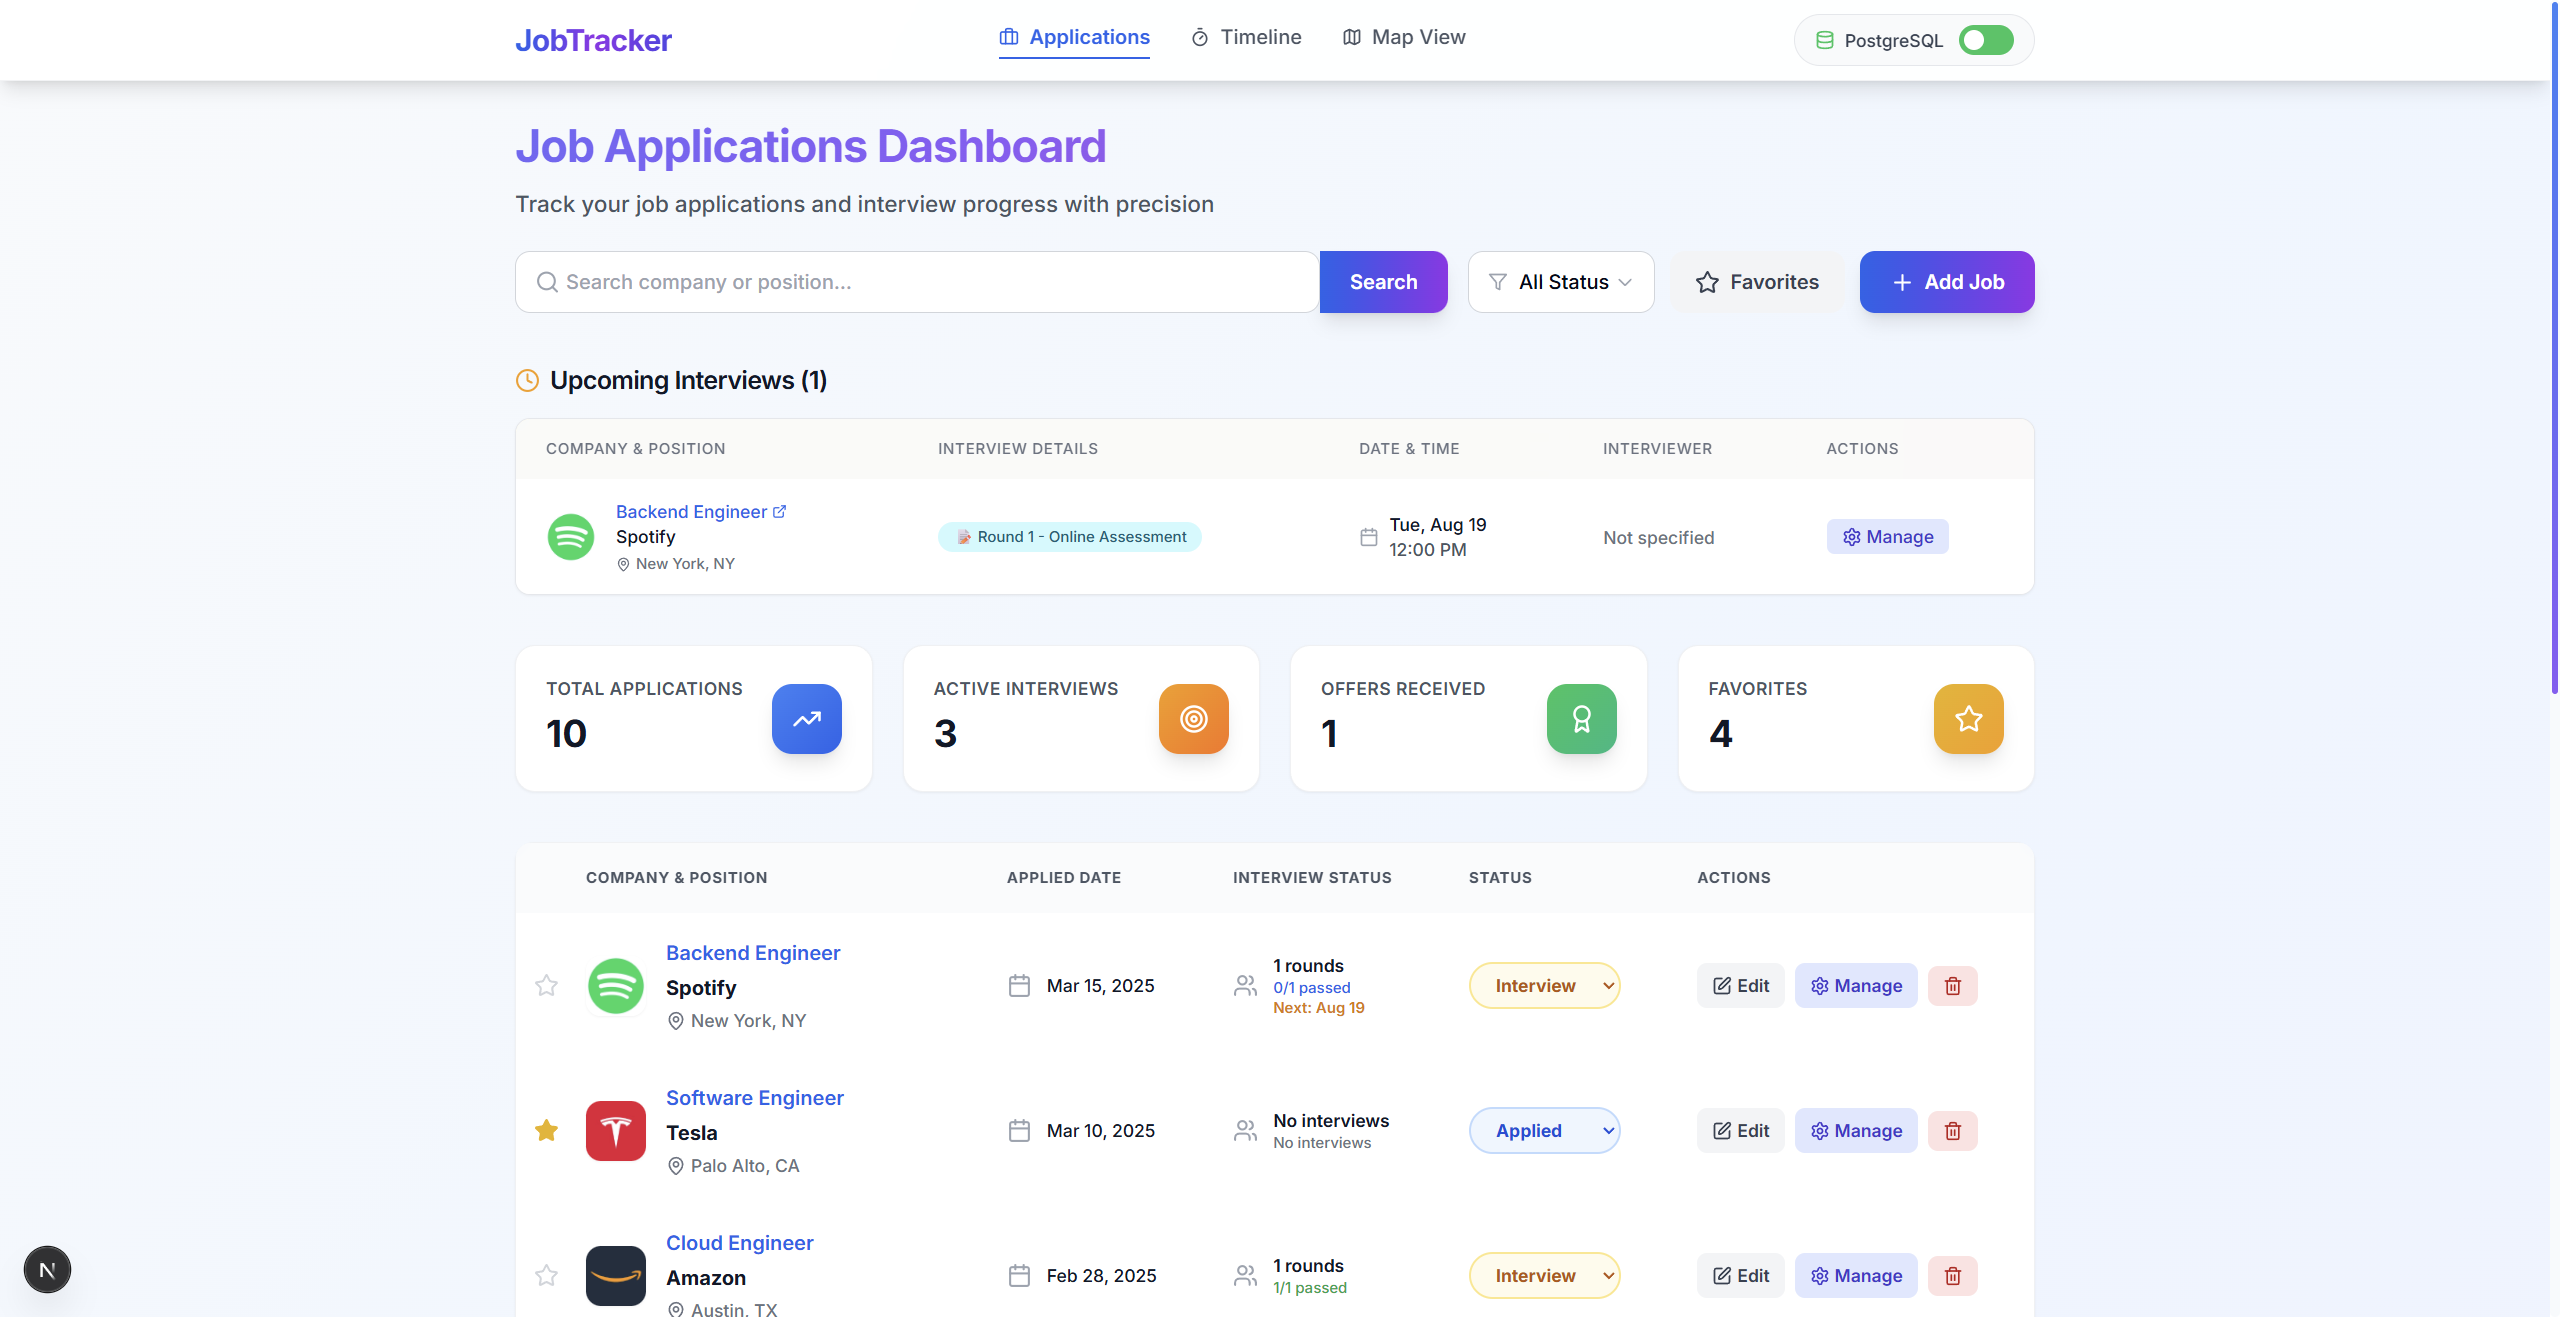 JobTracker
Applications
Timeline
Map View
PostgreSQL
Job Applications Dashboard
Track your job applications and interview progress with precision
Search company or position...
Search
All Status
Favorites
Add Job
Upcoming Interviews (1)
COMPANY & POSITION
INTERVIEW DETAILS
DATE & TIME
INTERVIEWER
ACTIONS
Backend Engineer
Spotify
New York, NY
Round 1 - Online Assessment
Tue, Aug 19
12:00 PM
Not specified
Manage
TOTAL APPLICATIONS
10
ACTIVE INTERVIEWS
3
OFFERS RECEIVED
1
FAVORITES
4
COMPANY & POSITION
APPLIED DATE
INTERVIEW STATUS
STATUS
ACTIONS
Backend Engineer
Spotify
New York, NY
Mar 15, 2025
1 rounds
0/1 passed
Next: Aug 19
Interview
Edit
Manage
Software Engineer
Tesla
Palo Alto, CA
Mar 10, 2025
No interviews
No interviews
Applied
Edit
Manage
Cloud Engineer
Amazon
Austin, TX
Feb 28, 2025
1 rounds
1/1 passed
Interview
Edit
Manage
N